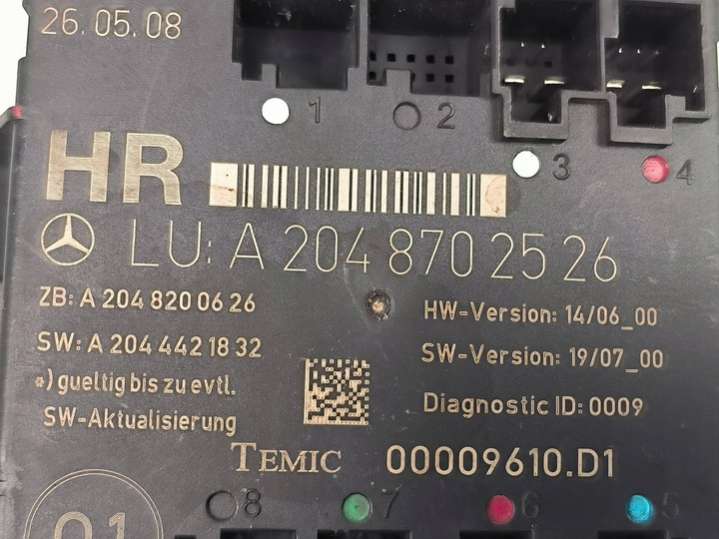 26.05.08
1 2 3 4
HR
LU: A 204 870 25 26
ZB: A 204 820 06 26
HW-Version: 14/06_00
SW: A 204 442 18 32
SW-Version: 19/07_00
*) gueltig bis zu evtl.
SW-Aktualisierung
Diagnostic ID: 0009
TEMIC 00009610.D1
8 7 6 5
01